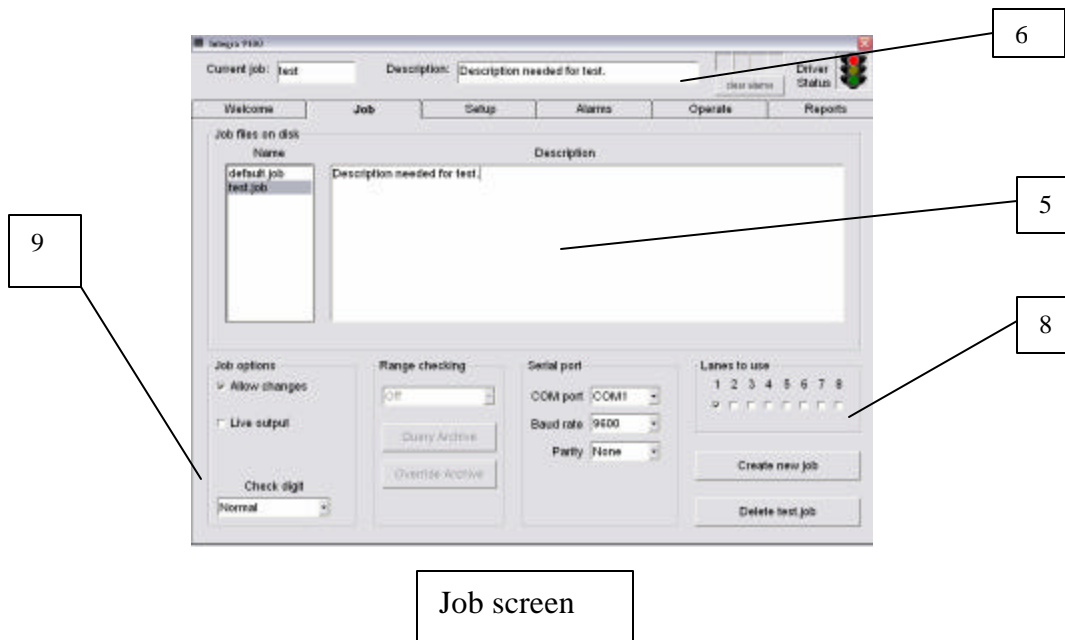 6
Integra 9100
Current job: test Description: Description needed for test. clear alarms Driver Status
Welcome Job Setup Alarms Operate Reports
Job files on disk
Name Description
default.job Description needed for test.
test.job
5
9
8
Job options Range checking Serial port Lanes to use
Allow changes Off COM port COM1 1 2 3 4 5 6 7 8
Live output Query Archive Baud rate 9600
Override Archive Parity None Create new job
Check digit
Normal Delete test.job
Job screen